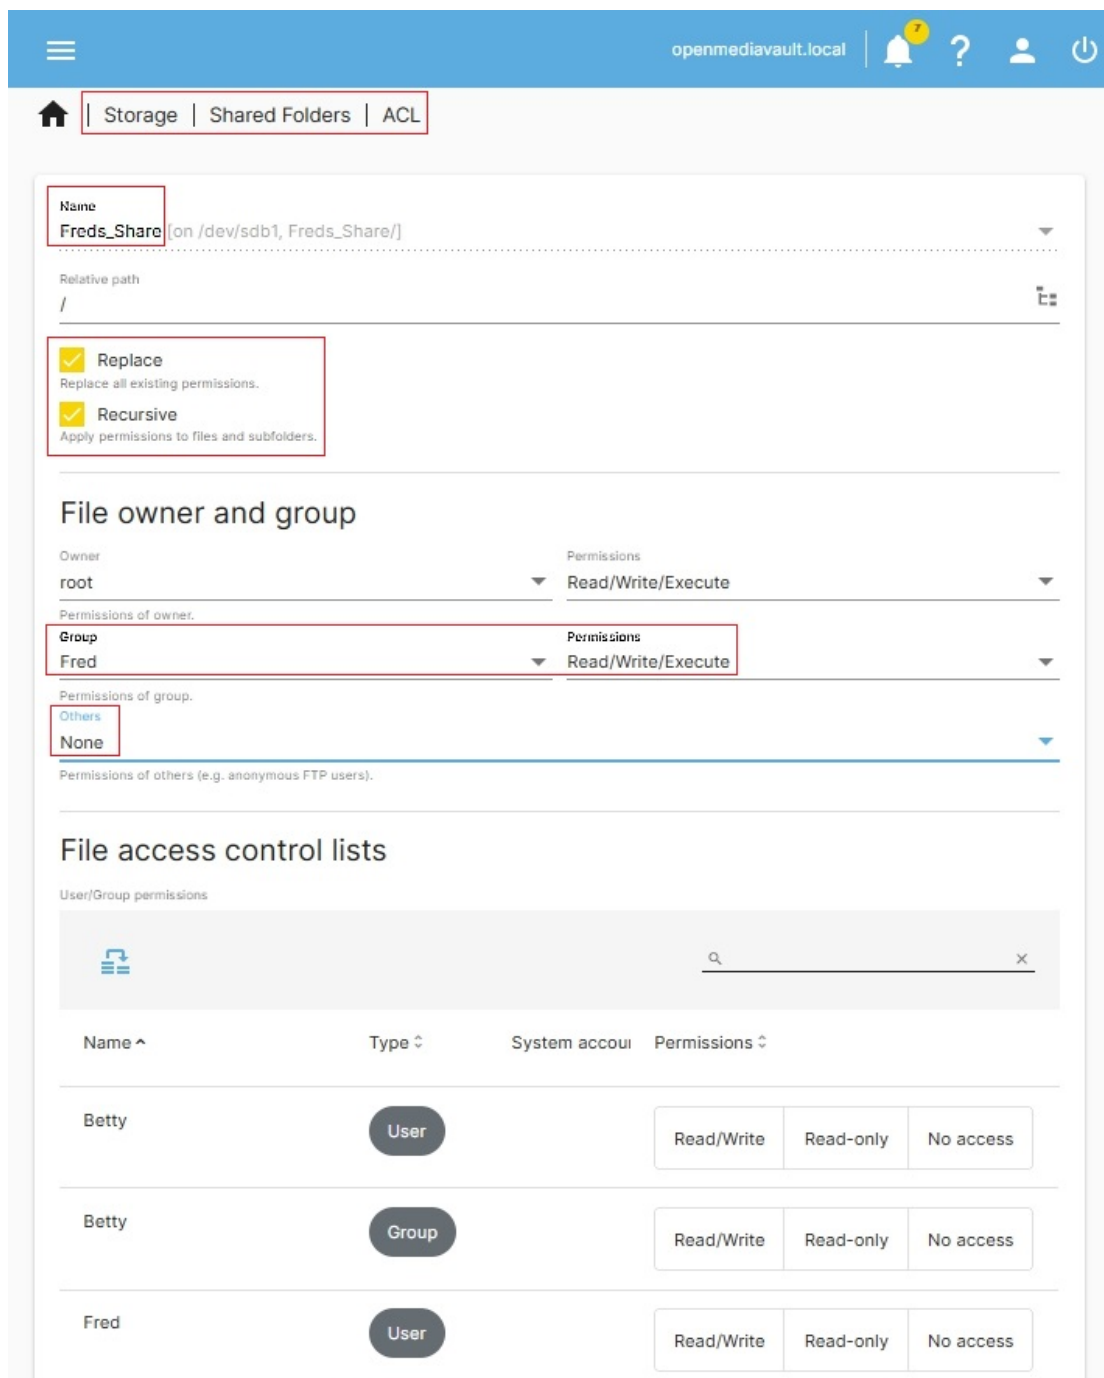 openmediavault.local
7
?
| Storage | Shared Folders | ACL
Name
Freds_Share [on /dev/sdb1, Freds_Share/]
Relative path
/
Replace
Replace all existing permissions.
Recursive
Apply permissions to files and subfolders.
File owner and group
Owner Permissions
root Read/Write/Execute
Permissions of owner.
Group Permissions
Fred Read/Write/Execute
Permissions of group.
Others
None
Permissions of others (e.g. anonymous FTP users).
File access control lists
User/Group permissions
Name Type System accou Permissions
Betty User Read/Write Read-only No access
Betty Group Read/Write Read-only No access
Fred User Read/Write Read-only No access